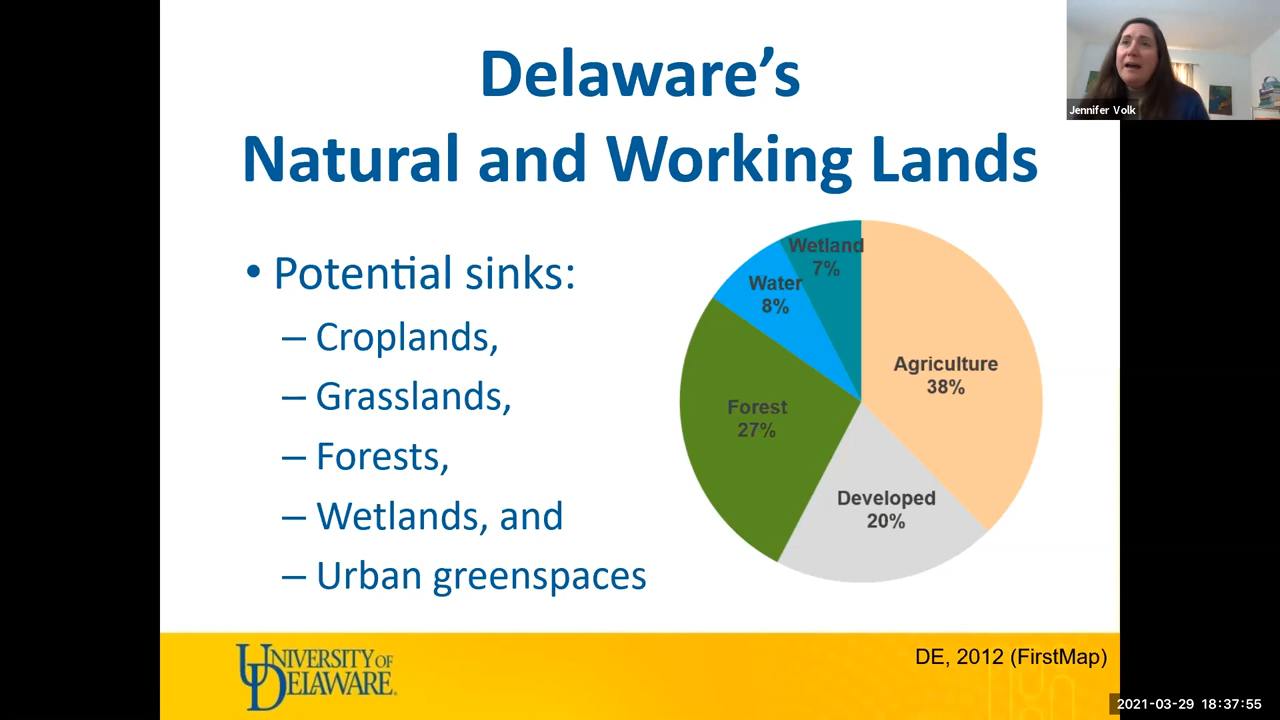 Delaware’s
Natural and Working Lands
Jennifer Volk
• Potential sinks:
– Croplands,
– Grasslands,
– Forests,
– Wetlands, and
– Urban greenspaces
Wetland
7%
Water
8%
Agriculture
38%
Forest
27%
Developed
20%
UNIVERSITY OF
DELAWARE.
DE, 2012 (FirstMap)
2021-03-29 18:37:55